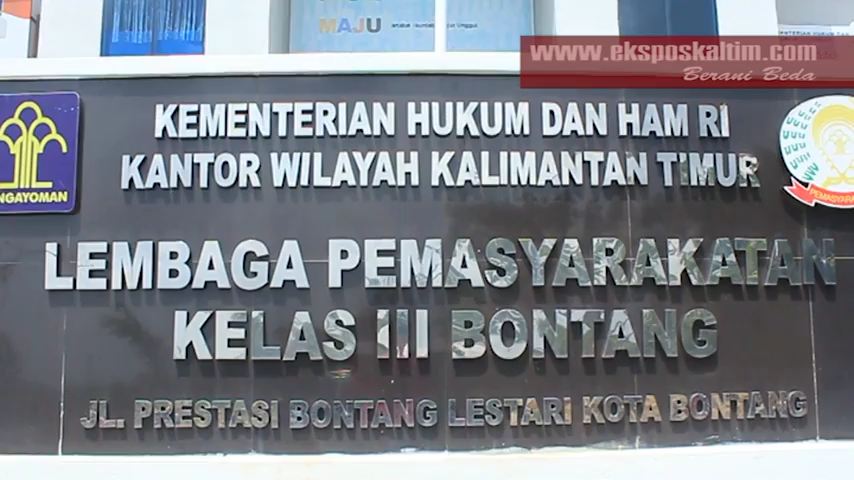 MAJU
www.eksposkaltim.com
Berani Beda
KEMENTERIAN HUKUM DAN HAM RI
KANTOR WILAYAH KALIMANTAN TIMUR
NGAYOMAN
PEMASYARA
LEMBAGA PEMASYARAKATAN
KELAS III BONTANG
JL. PRESTASI BONTANG LESTARI KOTA BONTANG